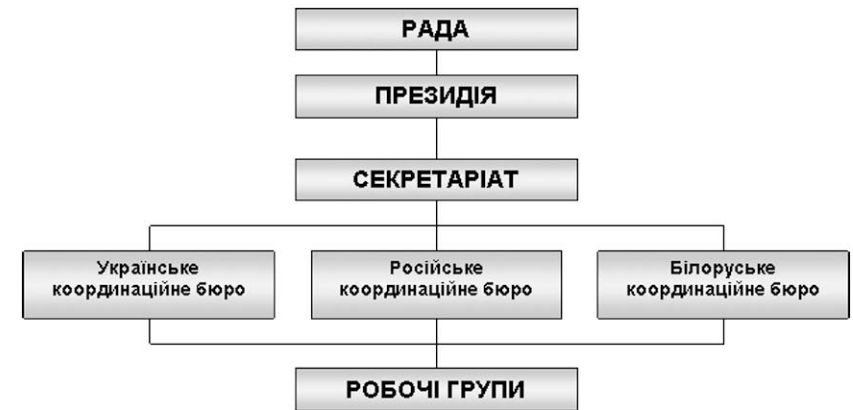 РАДА
ПРЕЗИДІЯ
СЕКРЕТАРІАТ
Українське
координаційне бюро
Російське
координаційне бюро
Білоруське
координаційне бюро
РОБОЧІ ГРУПИ